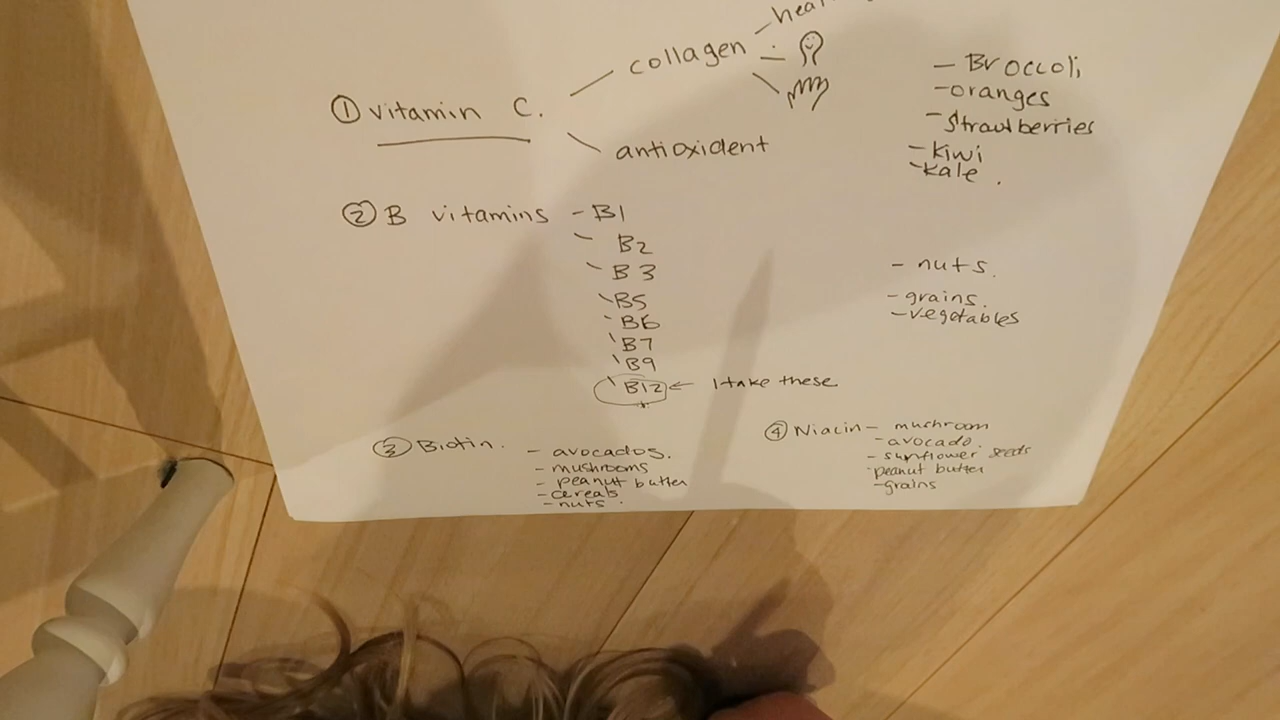 hea
collagen
① vitamin C.
antioxident
- Broccoli
- oranges
- Strawberries
- kiwi
- kale.
② B vitamins - B1
- B2
- B3
- B5
- B6
- B7
- B9
- B12 ← I take these
- nuts.
- grains.
- vegetables
③ Biotin. - avocados.
- mushrooms
- peanut butter
- cereals
- nuts.
④ Niacin - mushroom
- avocado.
- sunflower seeds
- peanut butter
- grains